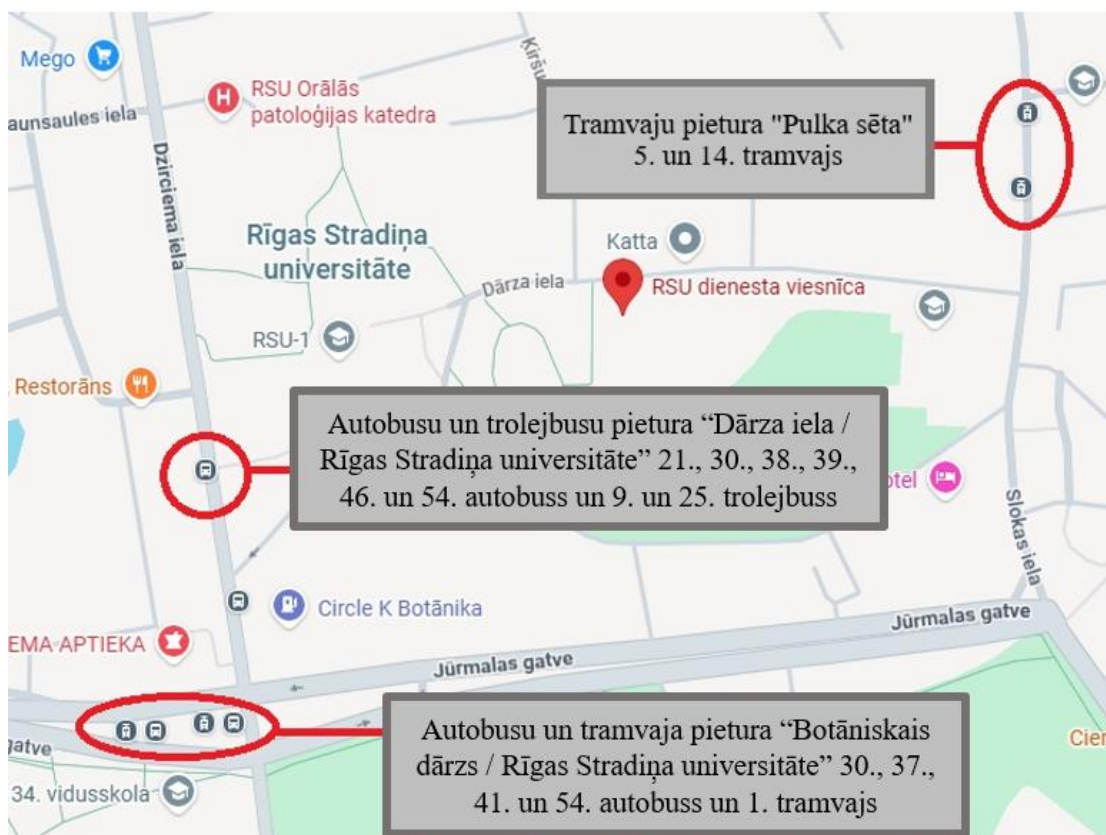 Mego
aunsaules iela
RSU Orālās
patoloģijas katedra
Ķiršu
Tramvaju pietura "Pulka sēta"
5. un 14. tramvajs
Dzirciema iela
Rīgas Stradiņa
universitāte
Katta
Dārza iela
RSU dienesta viesnīca
RSU-1
Restorāns
Autobusu un trolejbusu pietura “Dārza iela /
Rīgas Stradiņa universitāte” 21., 30., 38., 39.,
46. un 54. autobuss un 9. un 25. trolejbuss
otel
Slokas iela
Circle K Botānika
EMA APTIEKA
Jūrmalas gatve
Jūrmalas gatve
gatve
Autobusu un tramvaja pietura “Botāniskais
dārzs / Rīgas Stradiņa universitāte” 30., 37.,
41. un 54. autobuss un 1. tramvajs
Cier
34. vidusskola